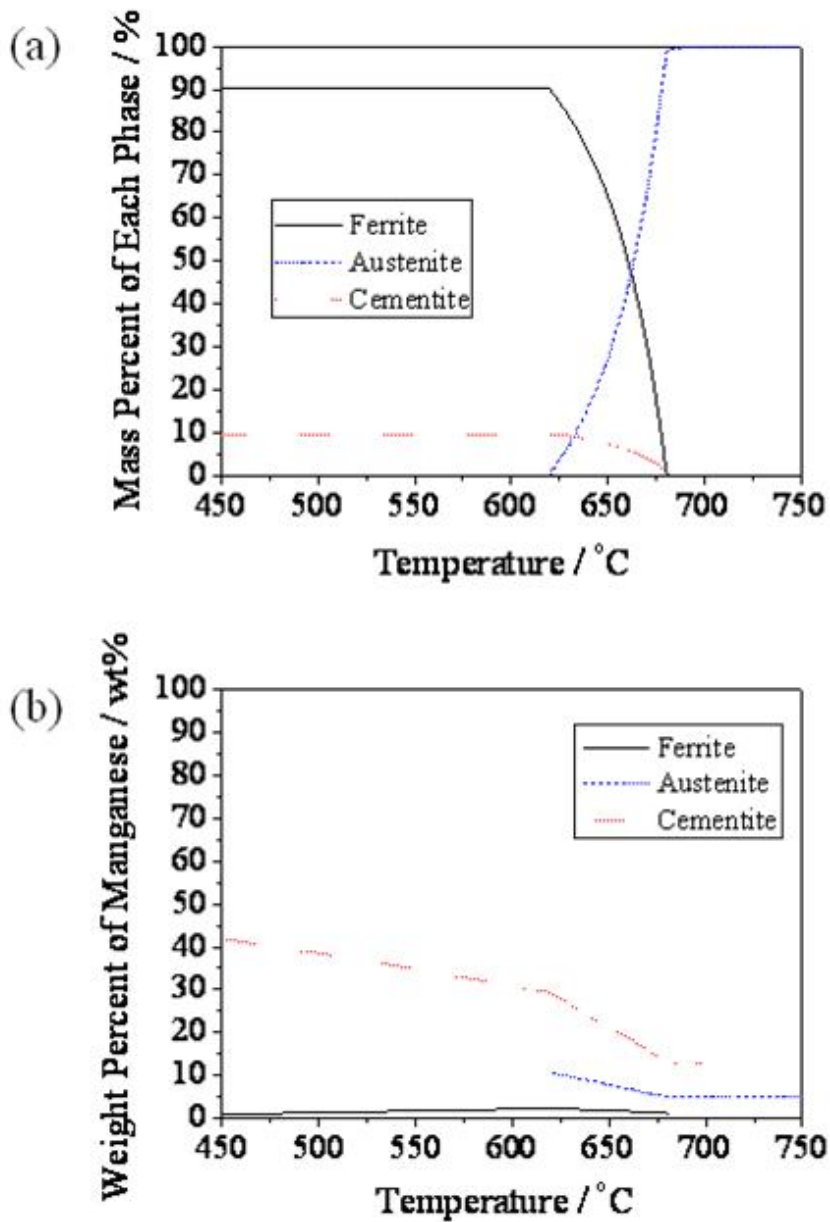 (a)
Mass Percent of Each Phase / %
100
90
80
70
60
50
40
30
20
10
0
Ferrite
Austenite
Cementite
450 500 550 600 650 700 750
Temperature / °C
(b)
Weight Percent of Manganese / wt%
100
90
80
70
60
50
40
30
20
10
0
Ferrite
Austenite
Cementite
450 500 550 600 650 700 750
Temperature / °C